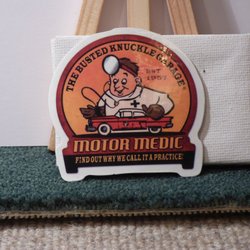 THE BUSTED KNUCKLE GARAGE
EST 1957
MOTOR MEDIC
FIND OUT WHY WE CALL IT A PRACTICE!